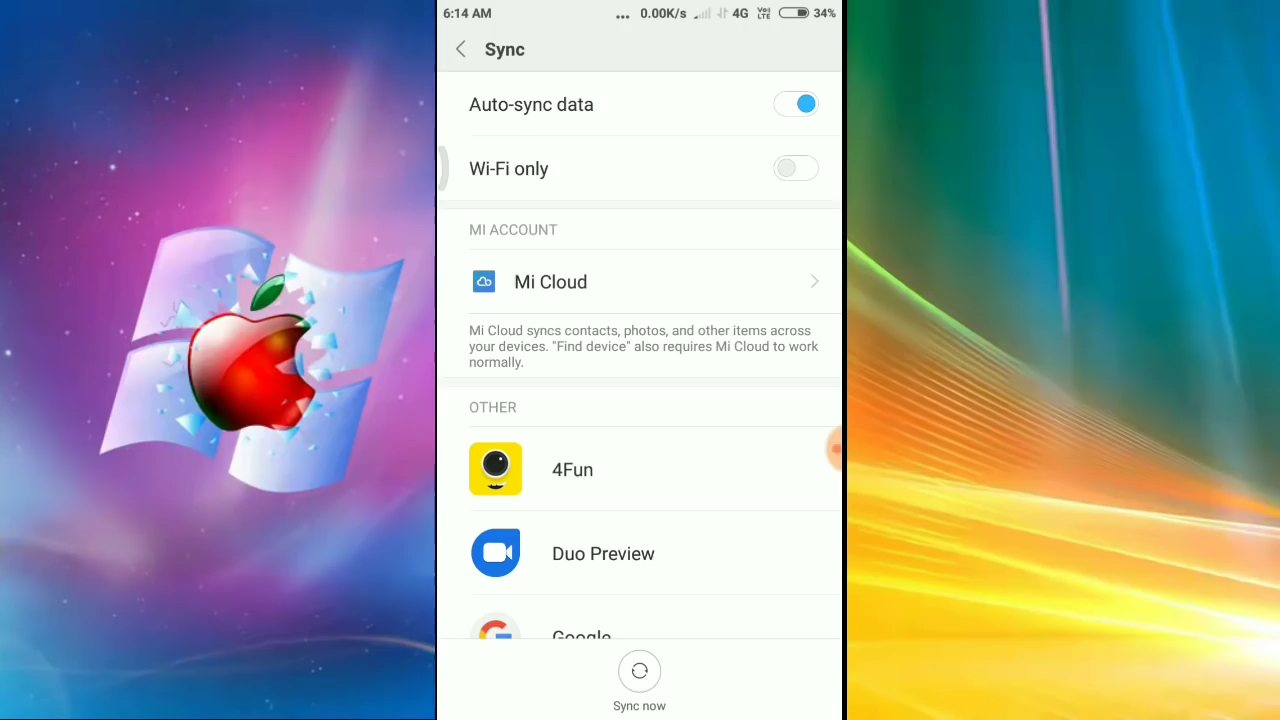 6:14 AM ... 0.00K/s 4G Vo) LTE 34%
Sync
Auto-sync data
Wi-Fi only
MI ACCOUNT
Mi Cloud
Mi Cloud syncs contacts, photos, and other items across
your devices. "Find device" also requires Mi Cloud to work
normally.
OTHER
4Fun
Duo Preview
Google
Sync now